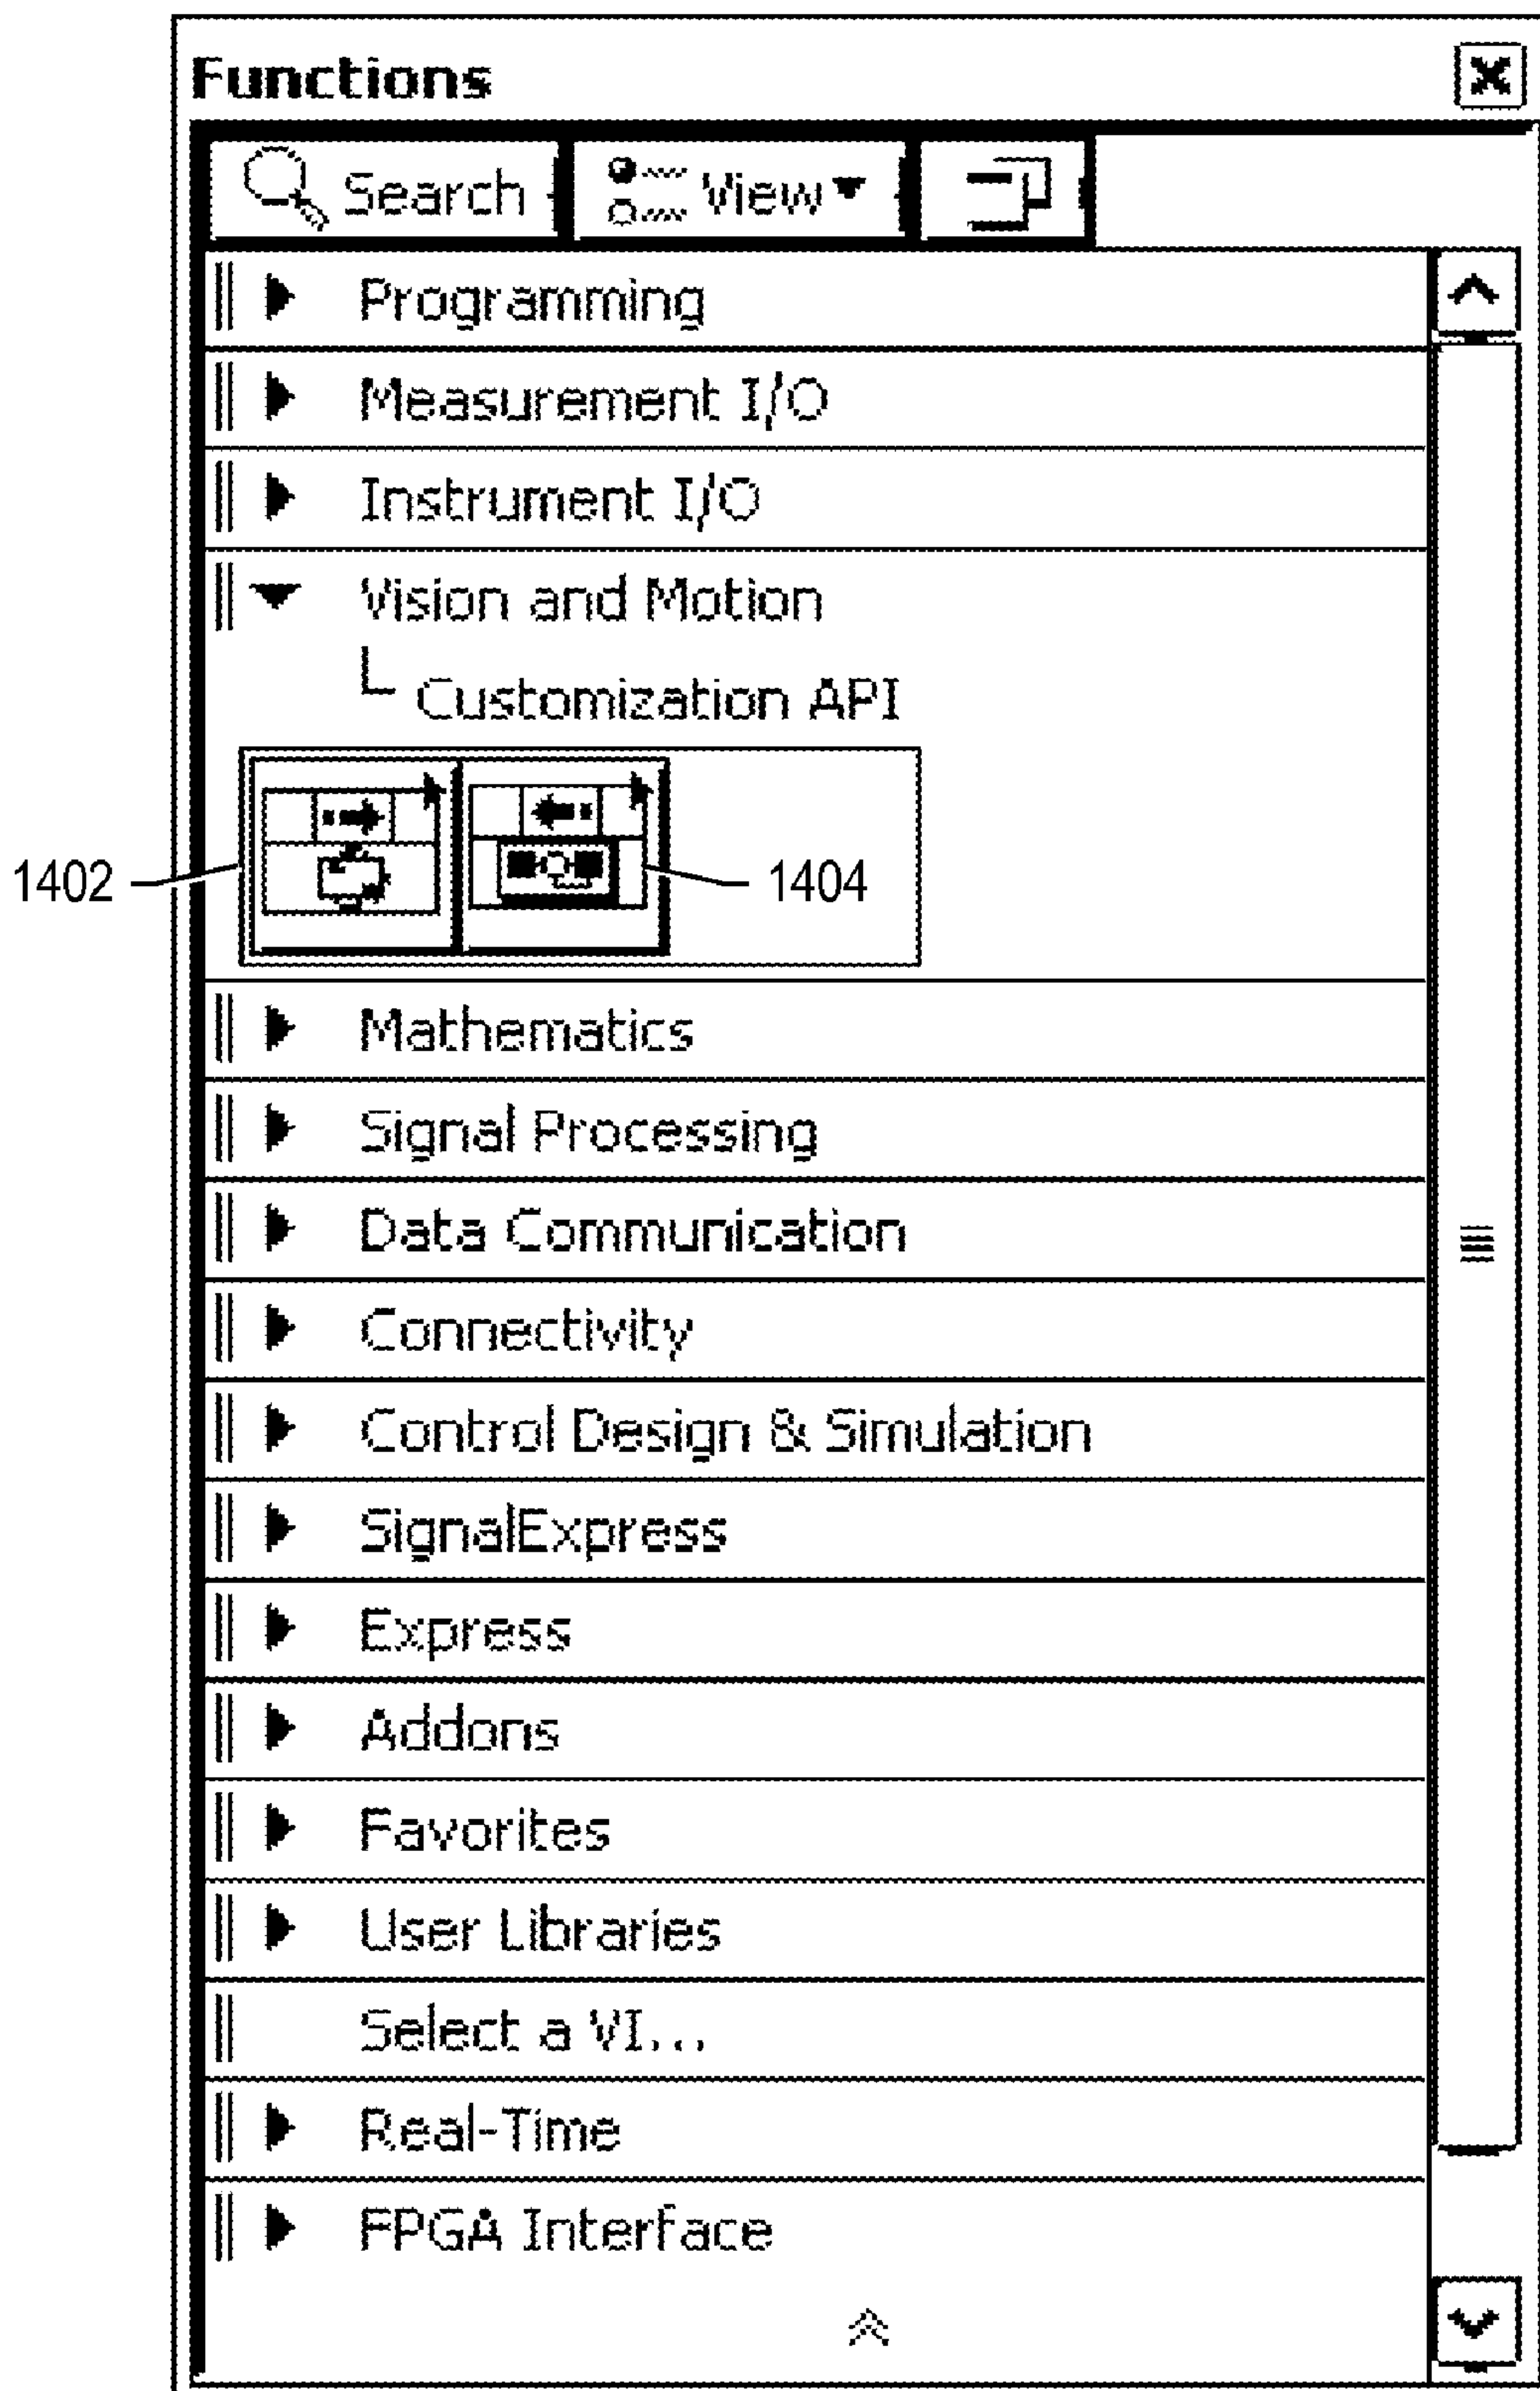 Functions
Search View
Programming
Measurement I/O
Instrument I/O
Vision and Motion
Customization API
1402 1404
Mathematics
Signal Processing
Data Communication
Connectivity
Control Design & Simulation
SignalExpress
Express
Addons
Favorites
User Libraries
Select a VI...
Real-Time
FPGA Interface